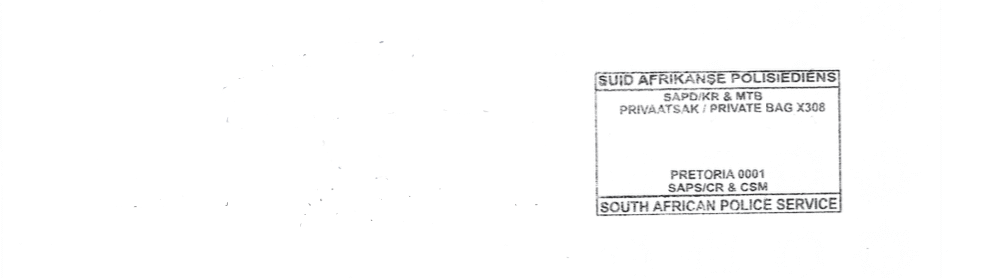 SUID AFRIKANSE POLISIEDIENS
SAPD/KR & MTB
PRIVAATSAK / PRIVATE BAG X308
PRETORIA 0001
SAPS/CR & CSM
SOUTH AFRICAN POLICE SERVICE